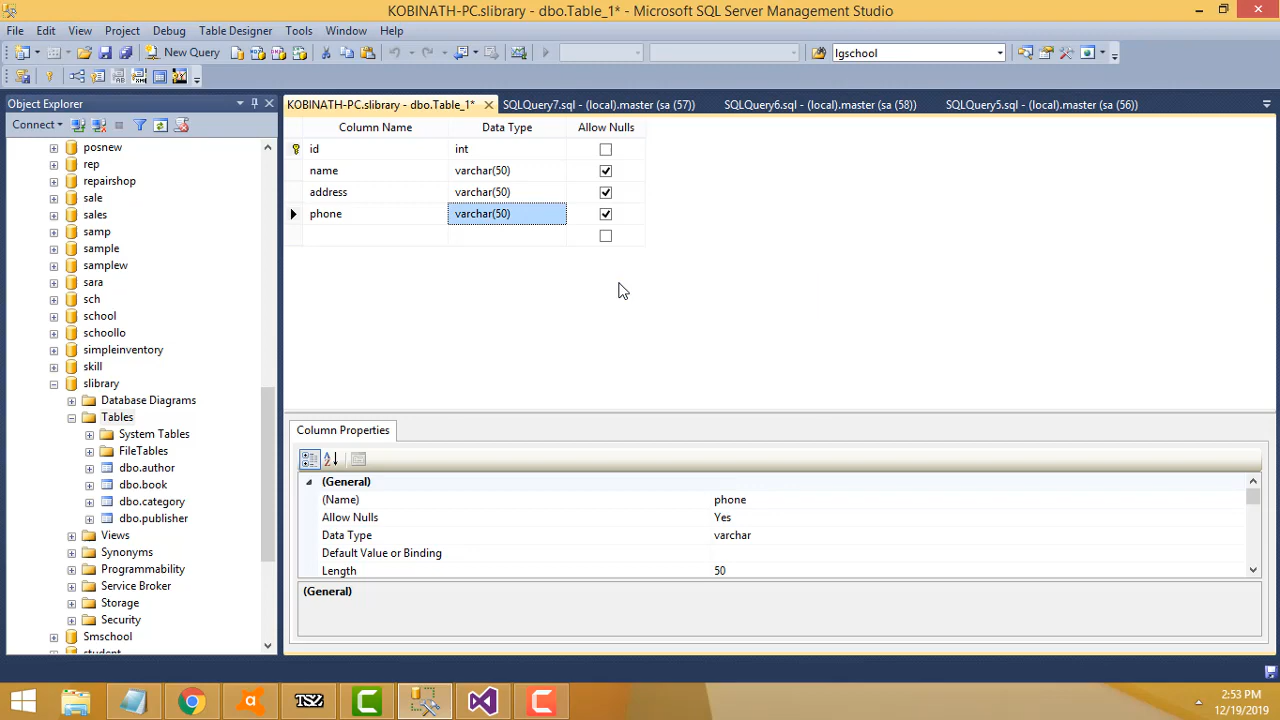 KOBINATH-PC.slibrary - dbo.Table_1* - Microsoft SQL Server Management Studio
File Edit View Project Debug Table Designer Tools Window Help
New Query
lgschool
Object Explorer
Connect
posnew
rep
repairshop
sale
sales
samp
sample
samplew
sara
sch
school
schoollo
simpleinventory
skill
slibrary
Database Diagrams
Tables
System Tables
FileTables
dbo.author
dbo.book
dbo.category
dbo.publisher
Views
Synonyms
Programmability
Service Broker
Storage
Security
Smschool
student
KOBINATH-PC.slibrary - dbo.Table_1* SQLQuery7.sql - (local).master (sa (57)) SQLQuery6.sql - (local).master (sa (58)) SQLQuery5.sql - (local).master (sa (56))
Column Name Data Type Allow Nulls
id int
name varchar(50)
address varchar(50)
phone varchar(50)
Column Properties
(General)
(Name) phone
Allow Nulls Yes
Data Type varchar
Default Value or Binding
Length 50
(General)
TSZ
2:53 PM
12/19/2019